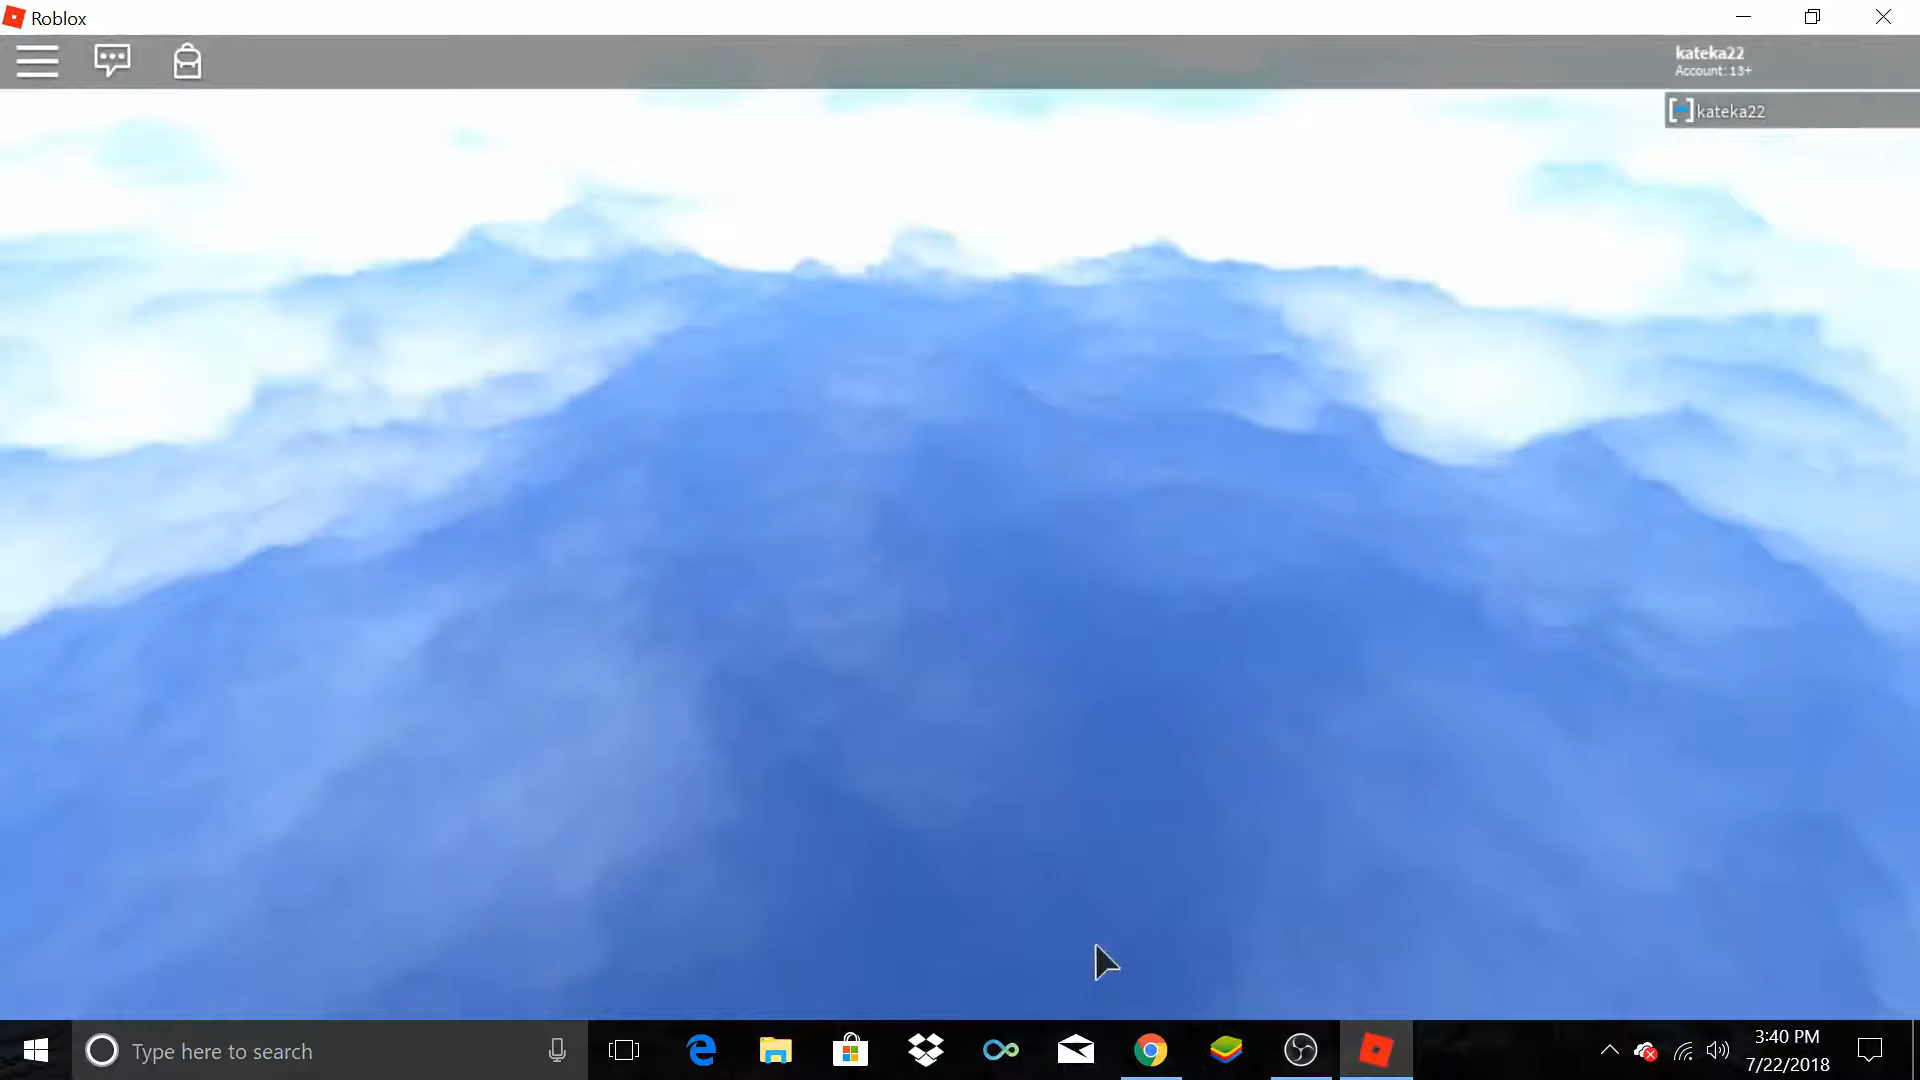 Roblox
kateka22
Account: 13+
kateka22
Type here to search
3:40 PM
7/22/2018